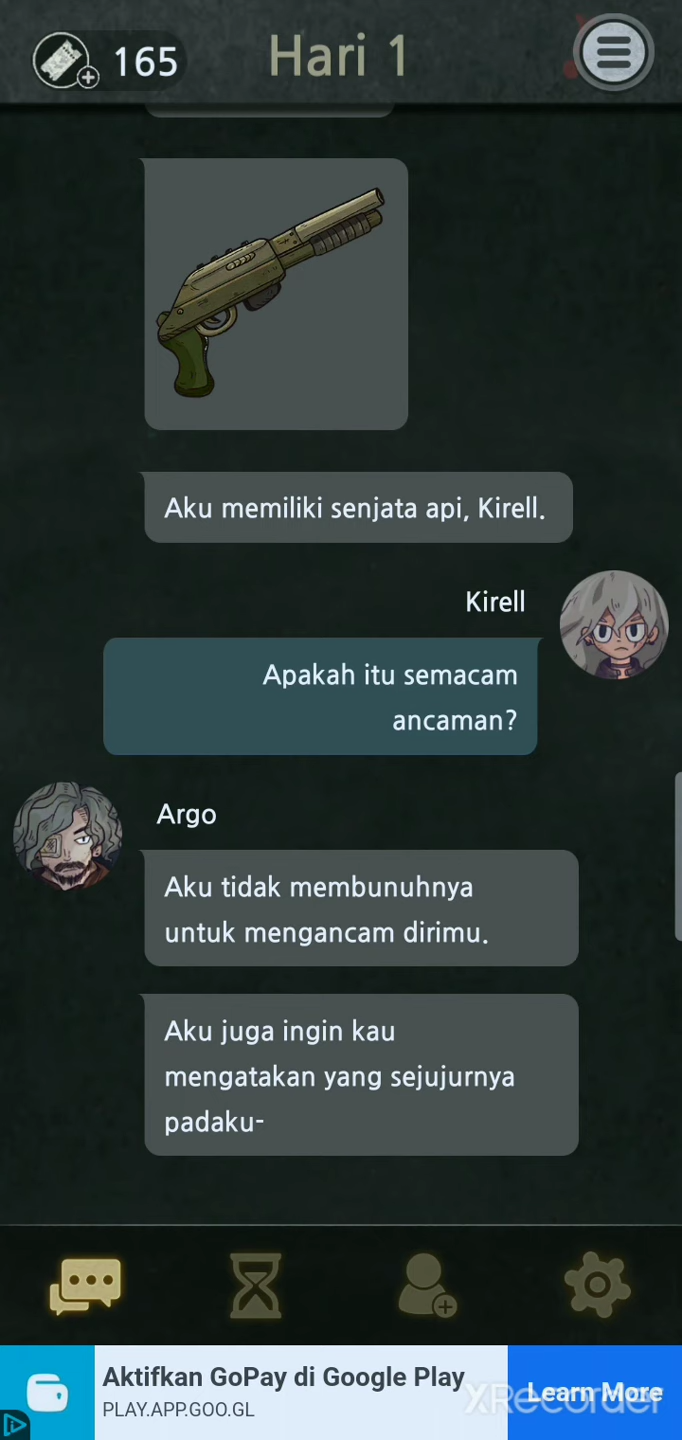 165
Hari 1
Aku memiliki senjata api, Kirell.
Kirell
Apakah itu semacam
ancaman?
Argo
Aku tidak membunuhnya
untuk mengancam dirimu.
Aku juga ingin kau
mengatakan yang sejujurnya
padaku-
Aktifkan GoPay di Google Play
PLAY.APP.GOO.GL
Learn More
XRecorder